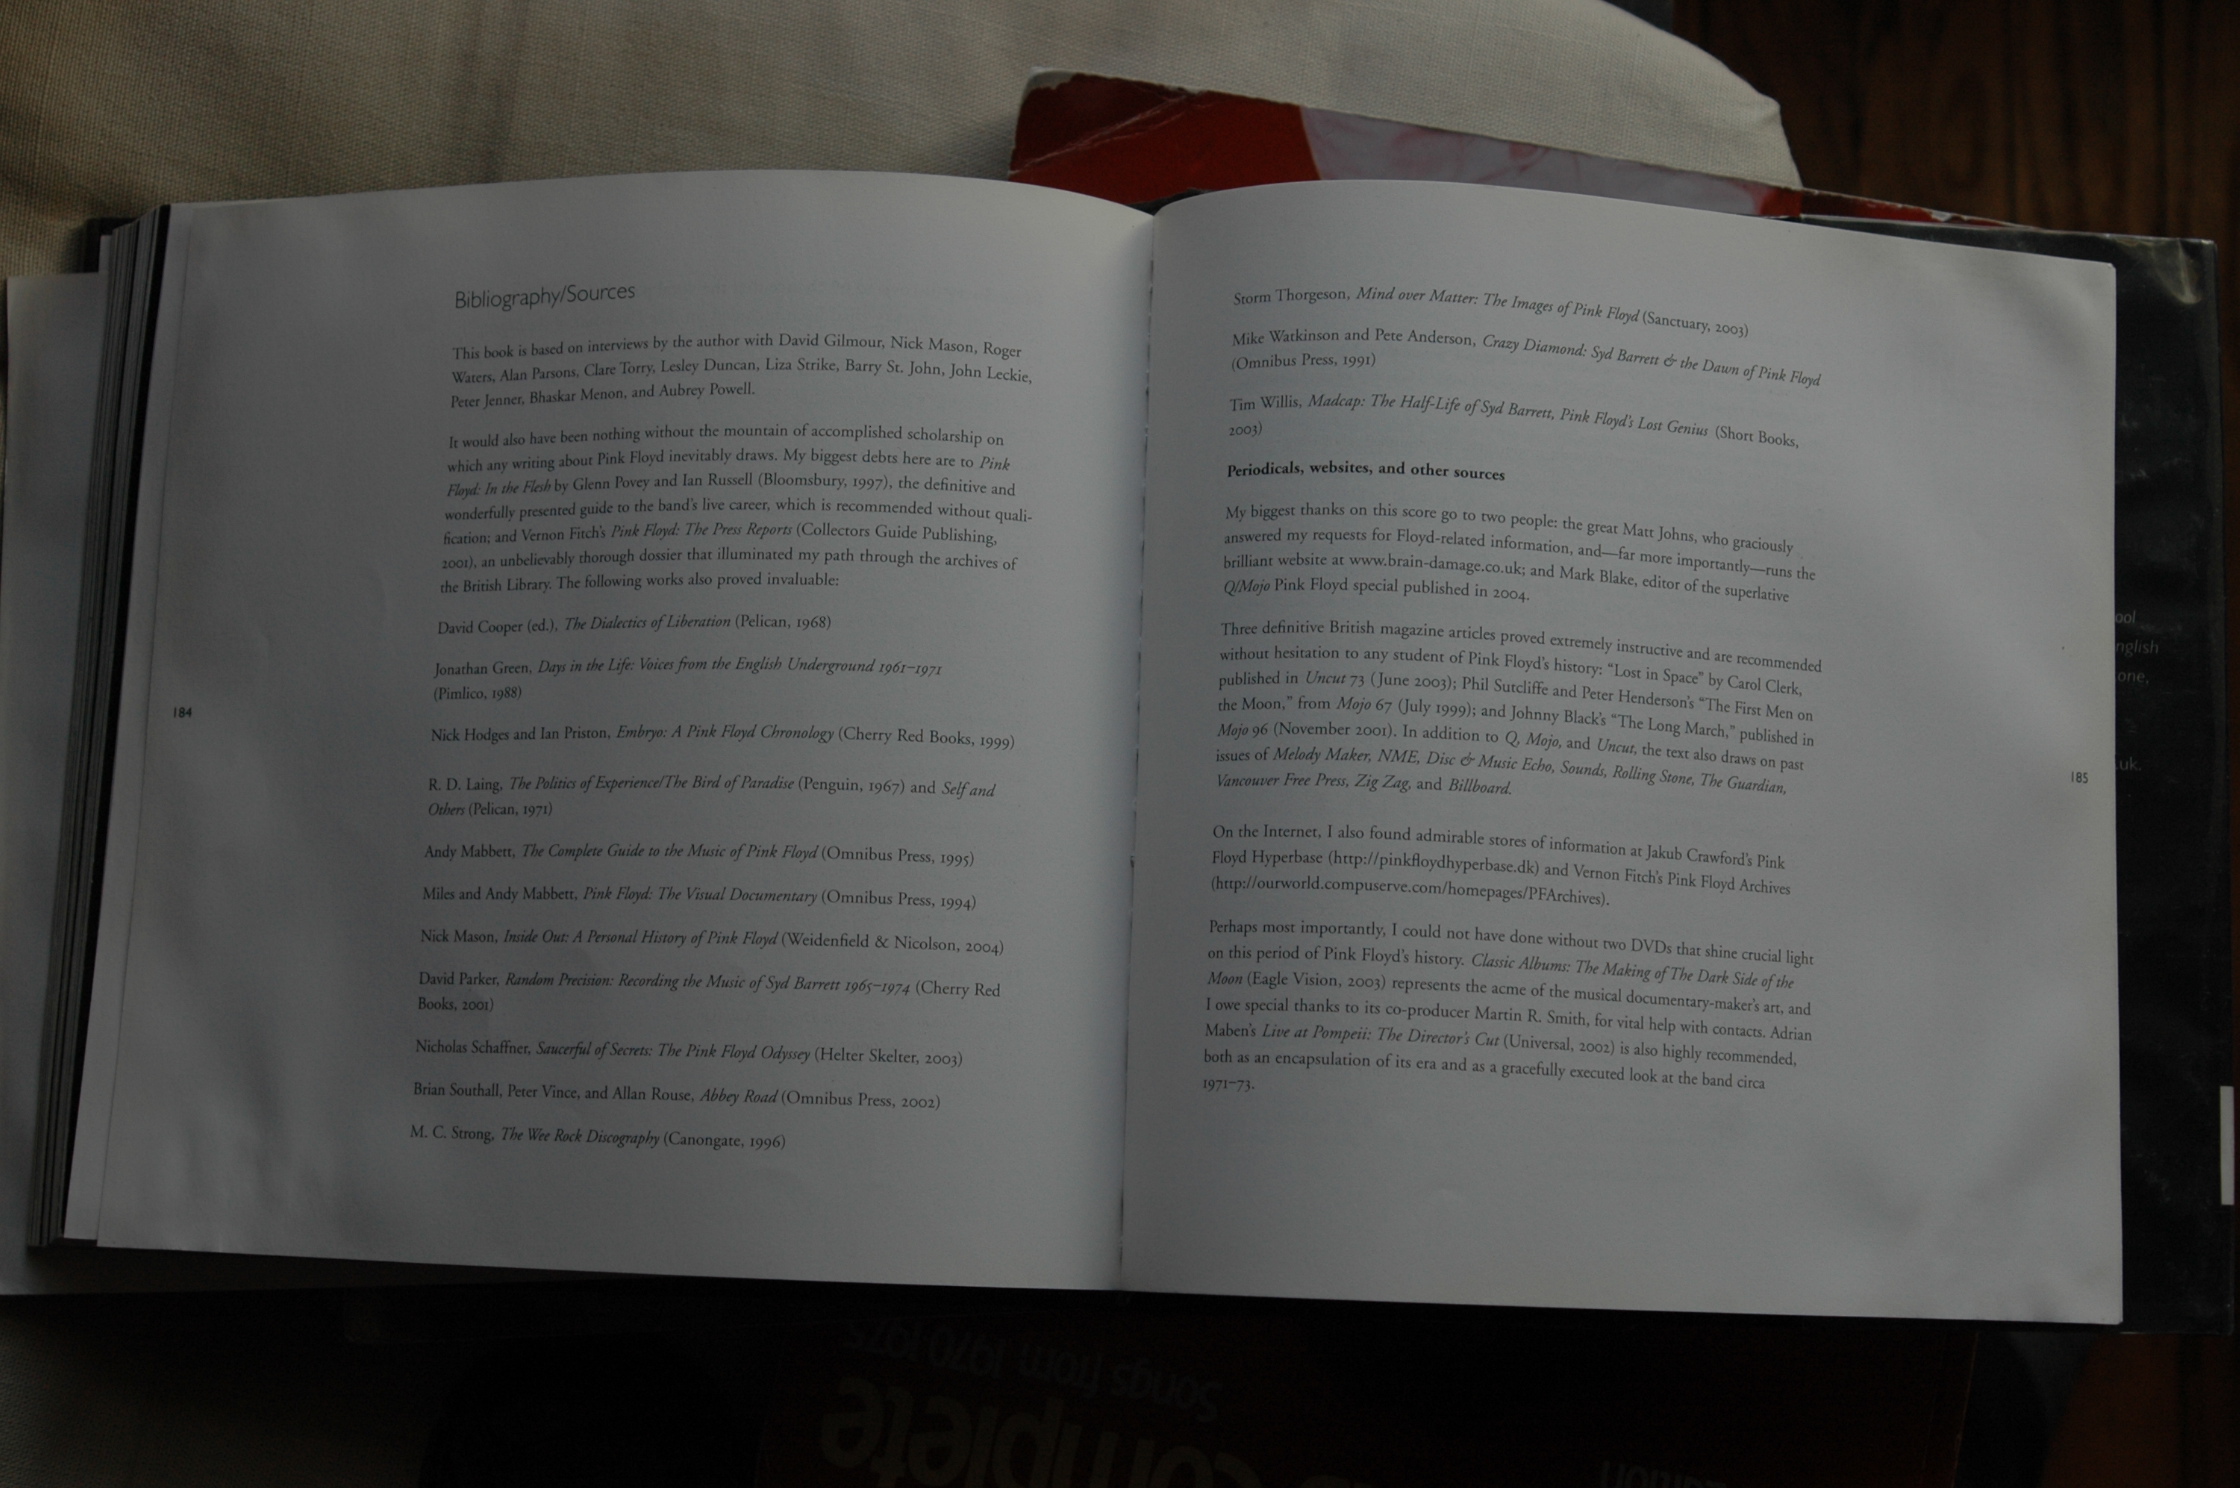 Bibliography/Sources
This book is based on interviews by the author with David Gilmour, Nick Mason, Roger
Waters, Alan Parsons, Clare Torry, Lesley Duncan, Liza Strike, Barry St. John, John Leckie,
Peter Jenner, Bhaskar Menon, and Aubrey Powell.
It would also have been nothing without the mountain of accomplished scholarship on
which any writing about Pink Floyd inevitably draws. My biggest debts here are to Pink
Floyd: In the Flesh by Glenn Povey and Ian Russell (Bloomsbury, 1997), the definitive and
wonderfully presented guide to the band's live career, which is recommended without quali-
fication; and Vernon Fitch's Pink Floyd: The Press Reports (Collectors Guide Publishing,
2001), an unbelievably thorough dossier that illuminated my path through the archives of
the British Library. The following works also proved invaluable:
David Cooper (ed.), The Dialectics of Liberation (Pelican, 1968)
Jonathan Green, Days in the Life: Voices from the English Underground 1961–1971
(Pimlico, 1988)
Nick Hodges and Ian Priston, Embryo: A Pink Floyd Chronology (Cherry Red Books, 1999)
R. D. Laing, The Politics of Experience/The Bird of Paradise (Penguin, 1967) and Self and
Others (Pelican, 1971)
Andy Mabbett, The Complete Guide to the Music of Pink Floyd (Omnibus Press, 1995)
Miles and Andy Mabbett, Pink Floyd: The Visual Documentary (Omnibus Press, 1994)
Nick Mason, Inside Out: A Personal History of Pink Floyd (Weidenfield & Nicolson, 2004)
David Parker, Random Precision: Recording the Music of Syd Barrett 1965–1974 (Cherry Red
Books, 2001)
Nicholas Schaffner, Saucerful of Secrets: The Pink Floyd Odyssey (Helter Skelter, 2003)
Brian Southall, Peter Vince, and Allan Rouse, Abbey Road (Omnibus Press, 2002)
M. C. Strong, The Wee Rock Discography (Canongate, 1996)
184
Storm Thorgeson, Mind over Matter: The Images of Pink Floyd (Sanctuary, 2003)
Mike Watkinson and Pete Anderson, Crazy Diamond: Syd Barrett & the Dawn of Pink Floyd
(Omnibus Press, 1991)
Tim Willis, Madcap: The Half-Life of Syd Barrett, Pink Floyd's Lost Genius (Short Books,
2003)
Periodicals, websites, and other sources
My biggest thanks on this score go to two people: the great Matt Johns, who graciously
answered my requests for Floyd-related information, and—far more importantly—runs the
brilliant website at www.brain-damage.co.uk; and Mark Blake, editor of the superlative
Q/Mojo Pink Floyd special published in 2004.
Three definitive British magazine articles proved extremely instructive and are recommended
without hesitation to any student of Pink Floyd's history: "Lost in Space" by Carol Clerk,
published in Uncut 73 (June 2003); Phil Sutcliffe and Peter Henderson's "The First Men on
the Moon," from Mojo 67 (July 1999); and Johnny Black's "The Long March," published in
Mojo 96 (November 2001). In addition to Q, Mojo, and Uncut, the text also draws on past
issues of Melody Maker, NME, Disc & Music Echo, Sounds, Rolling Stone, The Guardian,
Vancouver Free Press, Zig Zag, and Billboard.
On the Internet, I also found admirable stores of information at Jakub Crawford's Pink
Floyd Hyperbase (http://pinkfloydhyperbase.dk) and Vernon Fitch's Pink Floyd Archives
(http://ourworld.compuserve.com/homepages/PFArchives).
Perhaps most importantly, I could not have done without two DVDs that shine crucial light
on this period of Pink Floyd's history. Classic Albums: The Making of The Dark Side of the
Moon (Eagle Vision, 2003) represents the acme of the musical documentary-maker's art, and
I owe special thanks to its co-producer Martin R. Smith, for vital help with contacts. Adrian
Maben's Live at Pompeii: The Director's Cut (Universal, 2002) is also highly recommended,
both as an encapsulation of its era and as a gracefully executed look at the band circa
1971–73.
185
ool
nglish
one,
.uk.
Songs from 1970 197
complete